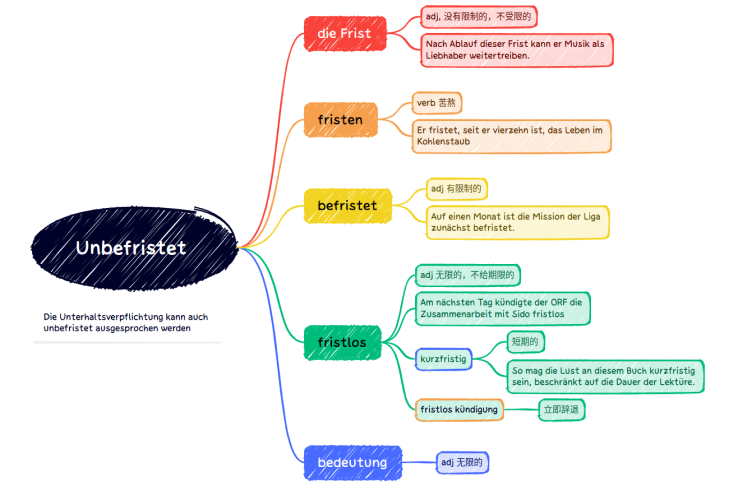 Unbefristet
Die Unterhaltsverpflichtung kann auch
unbefristet ausgesprochen werden
die Frist
adj, 没有限制的，不受限的
Nach Ablauf dieser Frist kann er Musik als
Liebhaber weitertreiben.
fristen
verb 苦熬
Er fristet, seit er vierzehn ist, das Leben im
Kohlenstaub
befristet
adj 有限制的
Auf einen Monat ist die Mission der Liga
zunächst befristet.
fristlos
adj 无限的，不给期限的
Am nächsten Tag kündigte der ORF die
Zusammenarbeit mit Sido fristlos
kurzfristig
短期的
So mag die Lust an diesem Buch kurzfristig
sein, beschränkt auf die Dauer der Lektüre.
fristlos kündigung
立即辞退
bedeutung
adj 无限的